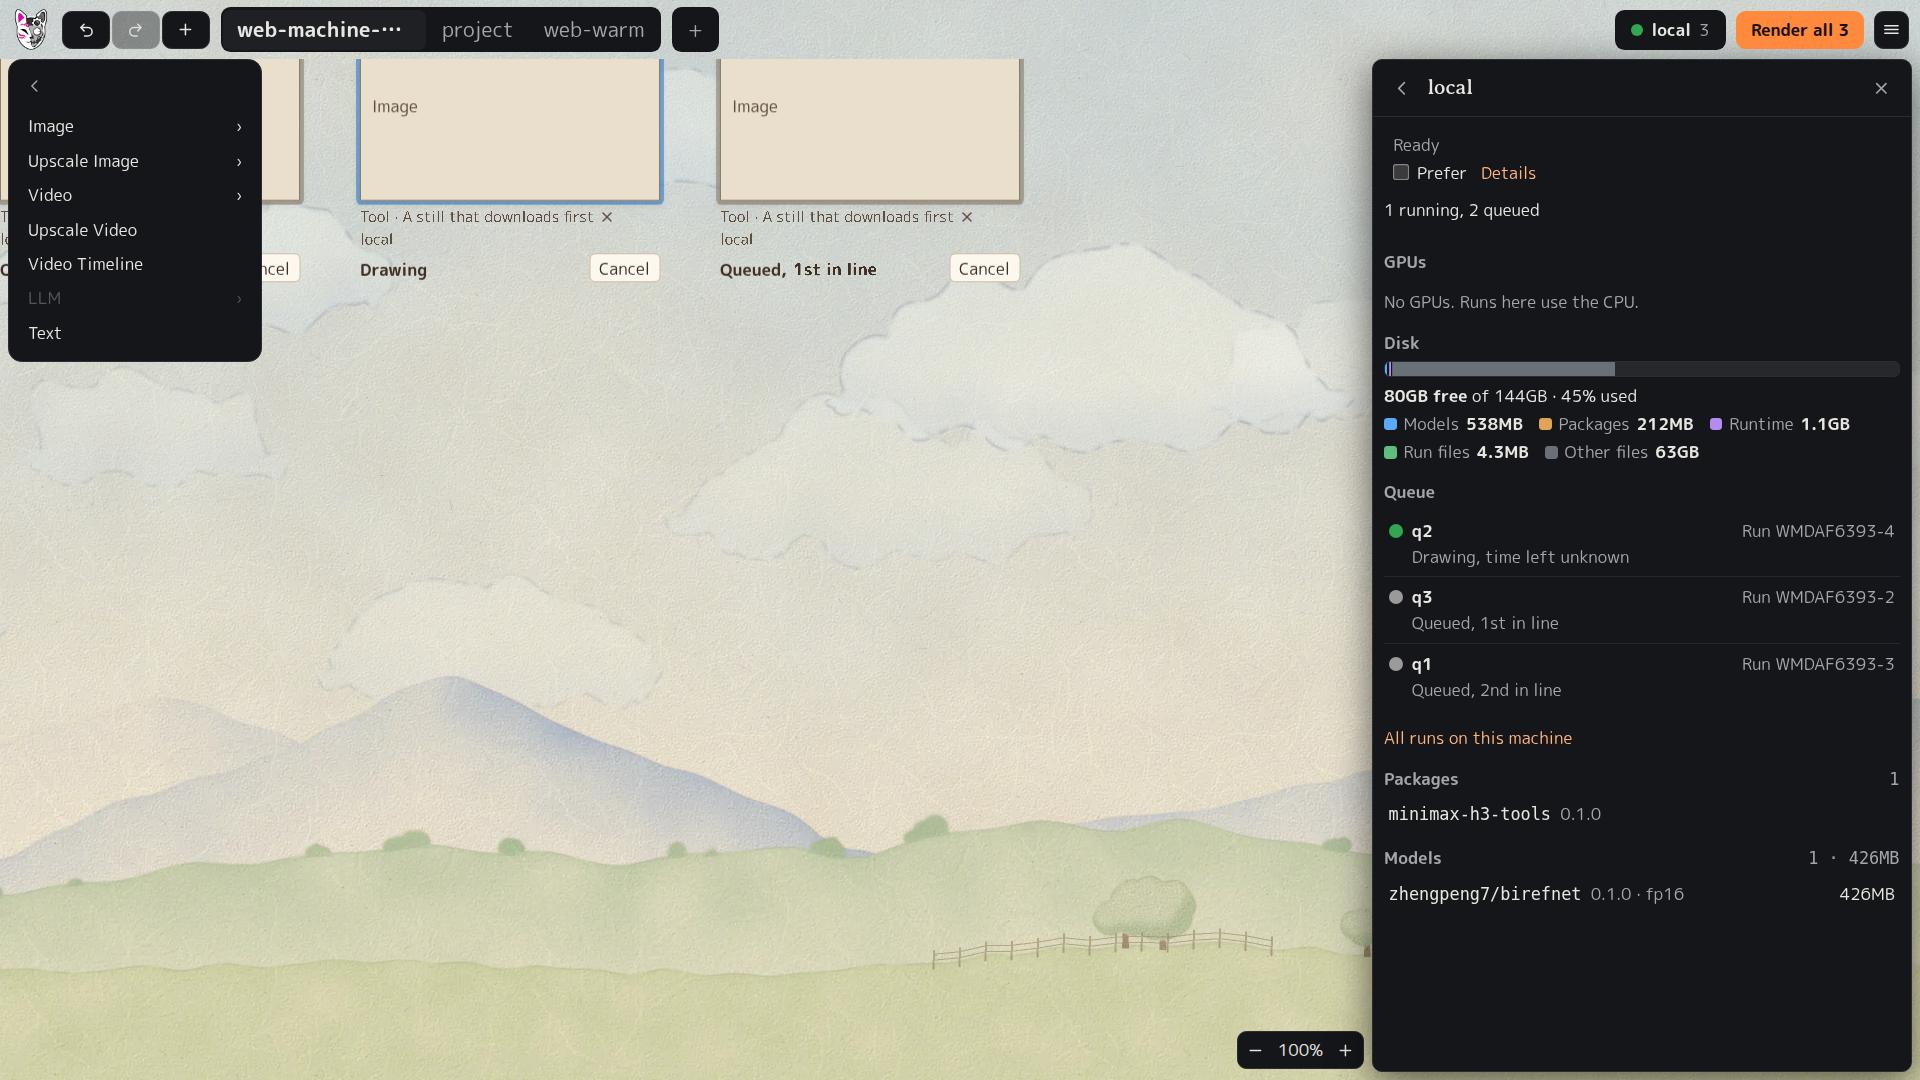 web-machine-··· project web-warm
local 3
Render all 3
Image
Upscale Image
Video
Upscale Video
Video Timeline
LLM
Text
ncel
Image
Tool · A still that downloads first
local
Drawing
Cancel
Image
Tool · A still that downloads first
local
Queued, 1st in line
Cancel
100%
local
Ready
Prefer Details
1 running, 2 queued
GPUs
No GPUs. Runs here use the CPU.
Disk
80GB free of 144GB · 45% used
Models 538MB Packages 212MB Runtime 1.1GB
Run files 4.3MB Other files 63GB
Queue
q2 Run WMDAF6393-4
Drawing, time left unknown
q3 Run WMDAF6393-2
Queued, 1st in line
q1 Run WMDAF6393-3
Queued, 2nd in line
All runs on this machine
Packages 1
minimax-h3-tools 0.1.0
Models 1 · 426MB
zhengpeng7/birefnet 0.1.0 · fp16 426MB